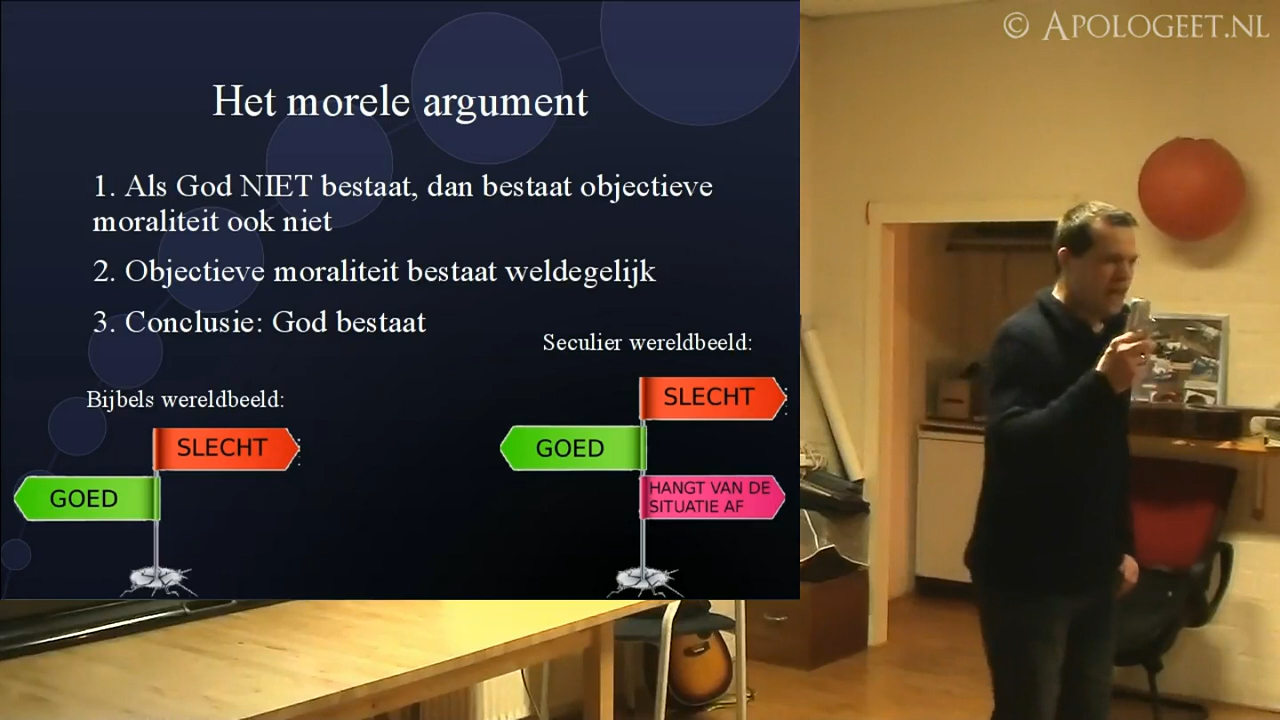 © APOLOGEET.NL
Het morele argument
1. Als God NIET bestaat, dan bestaat objectieve
moraliteit ook niet
2. Objectieve moraliteit bestaat weldegelijk
3. Conclusie: God bestaat
Bijbels wereldbeeld:
SLECHT
GOED
Seculier wereldbeeld:
SLECHT
GOED
HANGT VAN DE
SITUATIE AF